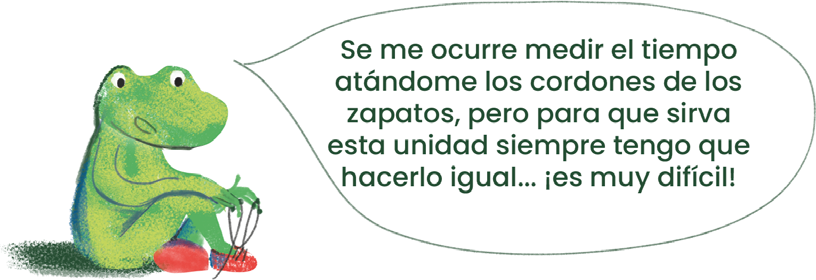 Se me ocurre medir el tiempo
atándome los cordones de los
zapatos, pero para que sirva
esta unidad siempre tengo que
hacerlo igual... ¡es muy difícil!